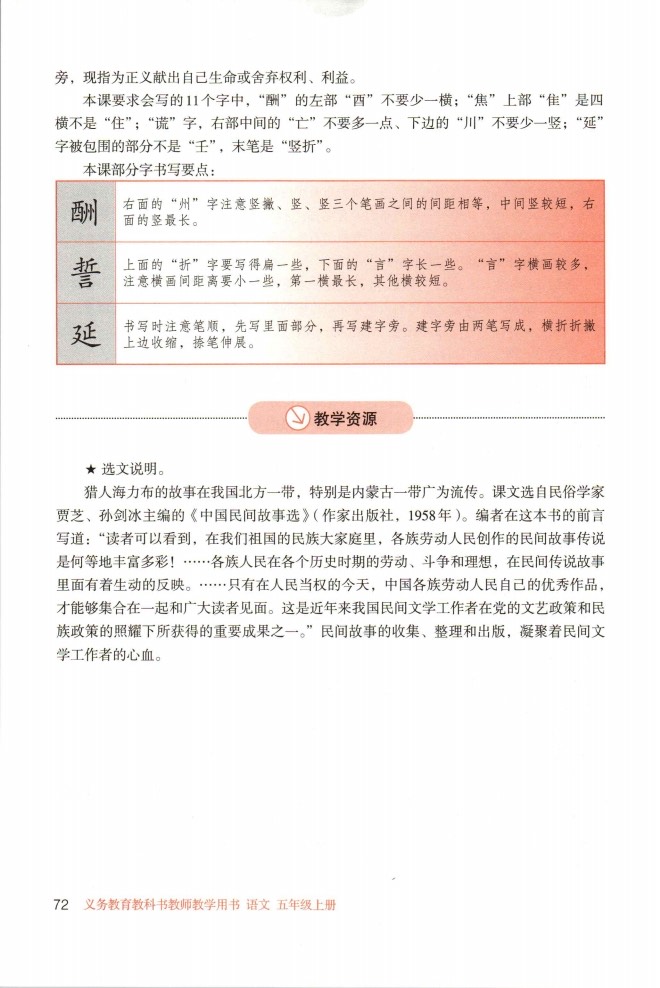 旁，现指为正义献出自己生命或舍弃权利、利益。
本课要求会写的11个字中，“酬”的左部“酉”不要少一横；“焦”上部“隹”是四
横不是“住”；“谎”字，右部中间的“亡”不要多一点、下边的“川”不要少一竖；“延”
字被包围的部分不是“壬”，末笔是“竖折”。
本课部分字书写要点：
酬
右面的“州”字注意竖撇、竖、竖三个笔画之间的间距相等，中间竖较短，右
面的竖最长。
誓
上面的“折”字要写得扁一些，下面的“言”字长一些。“言”字横画较多，
注意横画间距离要小一些，第一横最长，其他横较短。
延
书写时注意笔顺，先写里面部分，再写建字旁。建字旁由两笔写成，横折折撇
上边收缩，捺笔伸展。
教学资源
★ 选文说明。
猎人海力布的故事在我国北方一带，特别是内蒙古一带广为流传。课文选自民俗学家
贾芝、孙剑冰主编的《中国民间故事选》（作家出版社，1958年）。编者在这本书的前言
写道：“读者可以看到，在我们祖国的民族大家庭里，各族劳动人民创作的民间故事传说
是何等地丰富多彩！……各族人民在各个历史时期的劳动、斗争和理想，在民间传说故事
里面有着生动的反映。……只有在人民当权的今天，中国各族劳动人民自己的优秀作品，
才能够集合在一起和广大读者见面。这是近年来我国民间文学工作者在党的文艺政策和民
族政策的照耀下所获得的重要成果之一。”民间故事的收集、整理和出版，凝聚着民间文
学工作者的心血。
72 义务教育教科书教师教学用书 语文 五年级上册